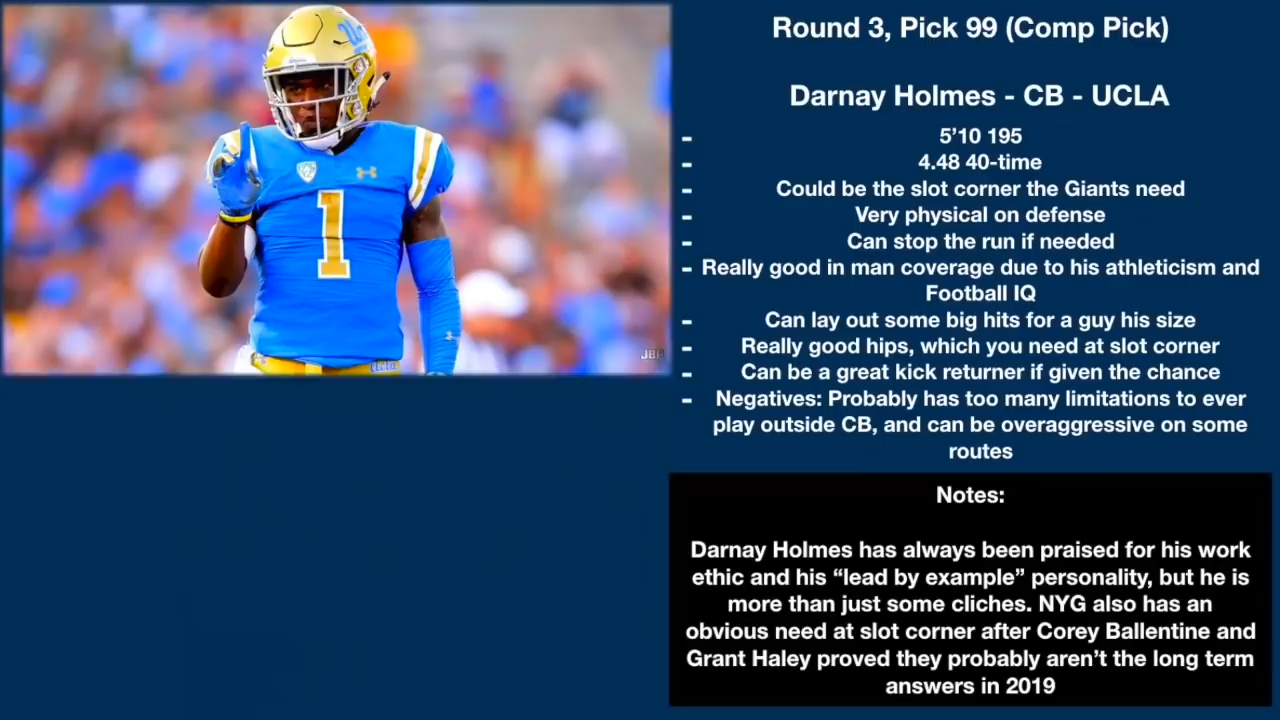 Round 3, Pick 99 (Comp Pick)
Darnay Holmes - CB - UCLA
- 5’10 195
- 4.48 40-time
- Could be the slot corner the Giants need
- Very physical on defense
- Can stop the run if needed
- Really good in man coverage due to his athleticism and
Football IQ
- Can lay out some big hits for a guy his size
- Really good hips, which you need at slot corner
- Can be a great kick returner if given the chance
- Negatives: Probably has too many limitations to ever
play outside CB, and can be overaggressive on some
routes
Notes:
Darnay Holmes has always been praised for his work
ethic and his “lead by example” personality, but he is
more than just some cliches. NYG also has an
obvious need at slot corner after Corey Ballentine and
Grant Haley proved they probably aren’t the long term
answers in 2019
1